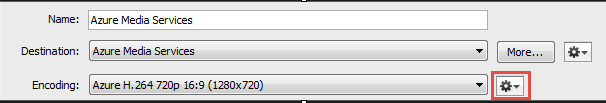 Name: Azure Media Services
Destination: Azure Media Services More...
Encoding: Azure H.264 720p 16:9 (1280x720)